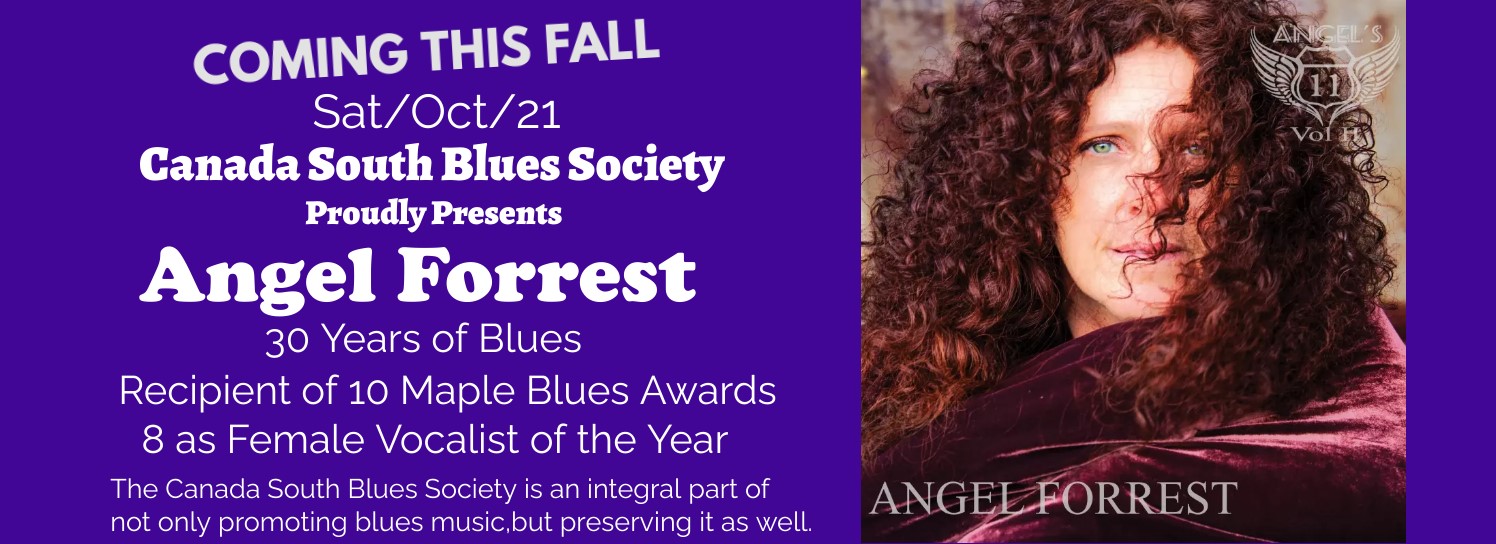 COMING THIS FALL
Sat/Oct/21
Canada South Blues Society
Proudly Presents
Angel Forrest
30 Years of Blues
Recipient of 10 Maple Blues Awards
8 as Female Vocalist of the Year
The Canada South Blues Society is an integral part of
not only promoting blues music,but preserving it as well.
ANGEL'S
11
Vol II
ANGEL FORREST